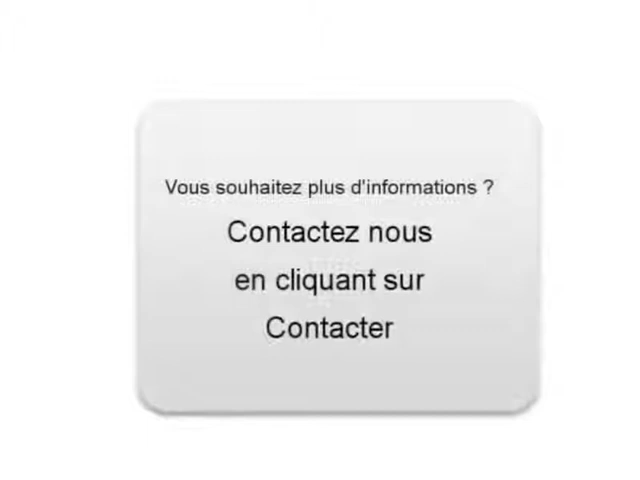 Vous souhaitez plus d'informations ?
Contactez nous
en cliquant sur
Contacter